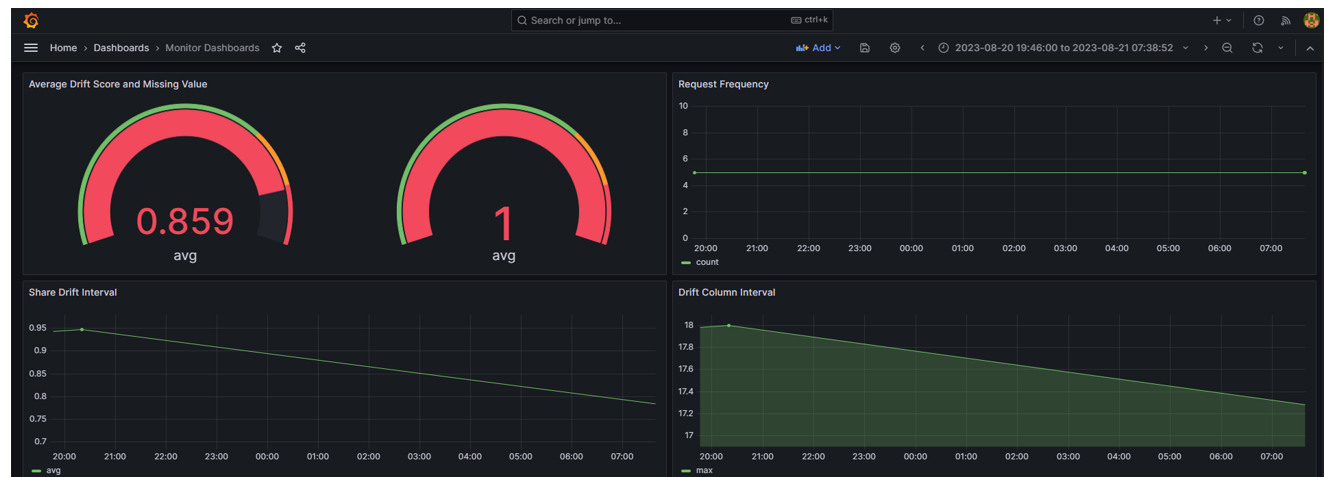 Search or jump to... ctrl+k
Home › Dashboards › Monitor Dashboards Add 2023-08-20 19:46:00 to 2023-08-21 07:38:52
Average Drift Score and Missing Value
0.859
avg
1
avg
Request Frequency
10
8
6
4
2
0
20:00 21:00 22:00 23:00 00:00 01:00 02:00 03:00 04:00 05:00 06:00 07:00
count
Share Drift Interval
0.95
0.9
0.85
0.8
0.75
0.7
20:00 21:00 22:00 23:00 00:00 01:00 02:00 03:00 04:00 05:00 06:00 07:00
avg
Drift Column Interval
18
17.8
17.6
17.4
17.2
17
20:00 21:00 22:00 23:00 00:00 01:00 02:00 03:00 04:00 05:00 06:00 07:00
max